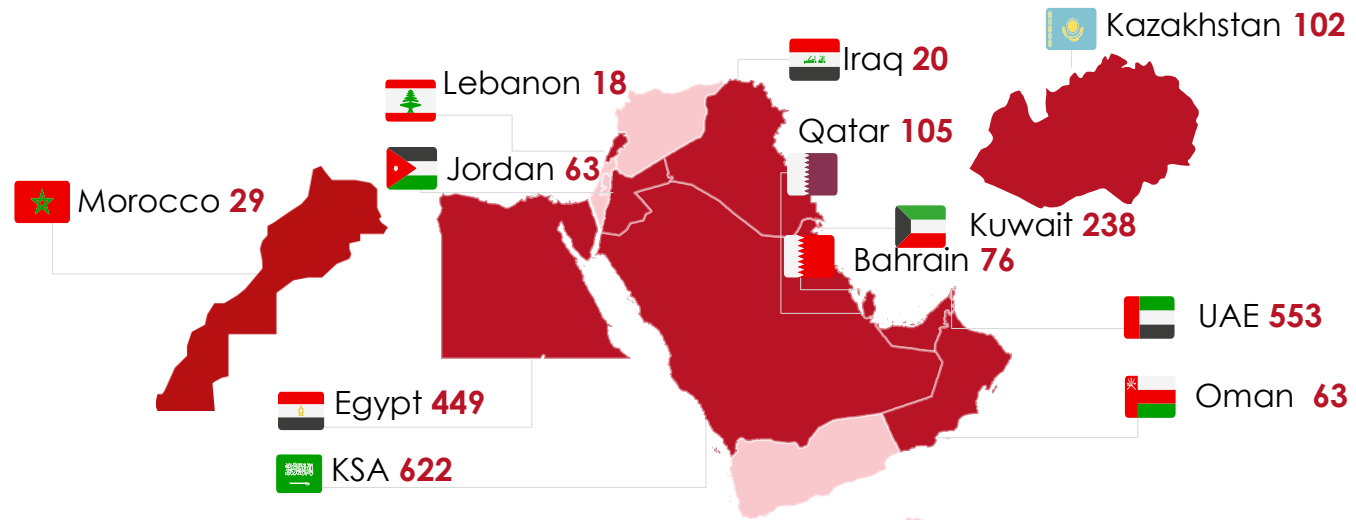 Kazakhstan 102
Iraq 20
Lebanon 18
Qatar 105
Jordan 63
Morocco 29
Kuwait 238
Bahrain 76
UAE 553
Oman 63
Egypt 449
KSA 622